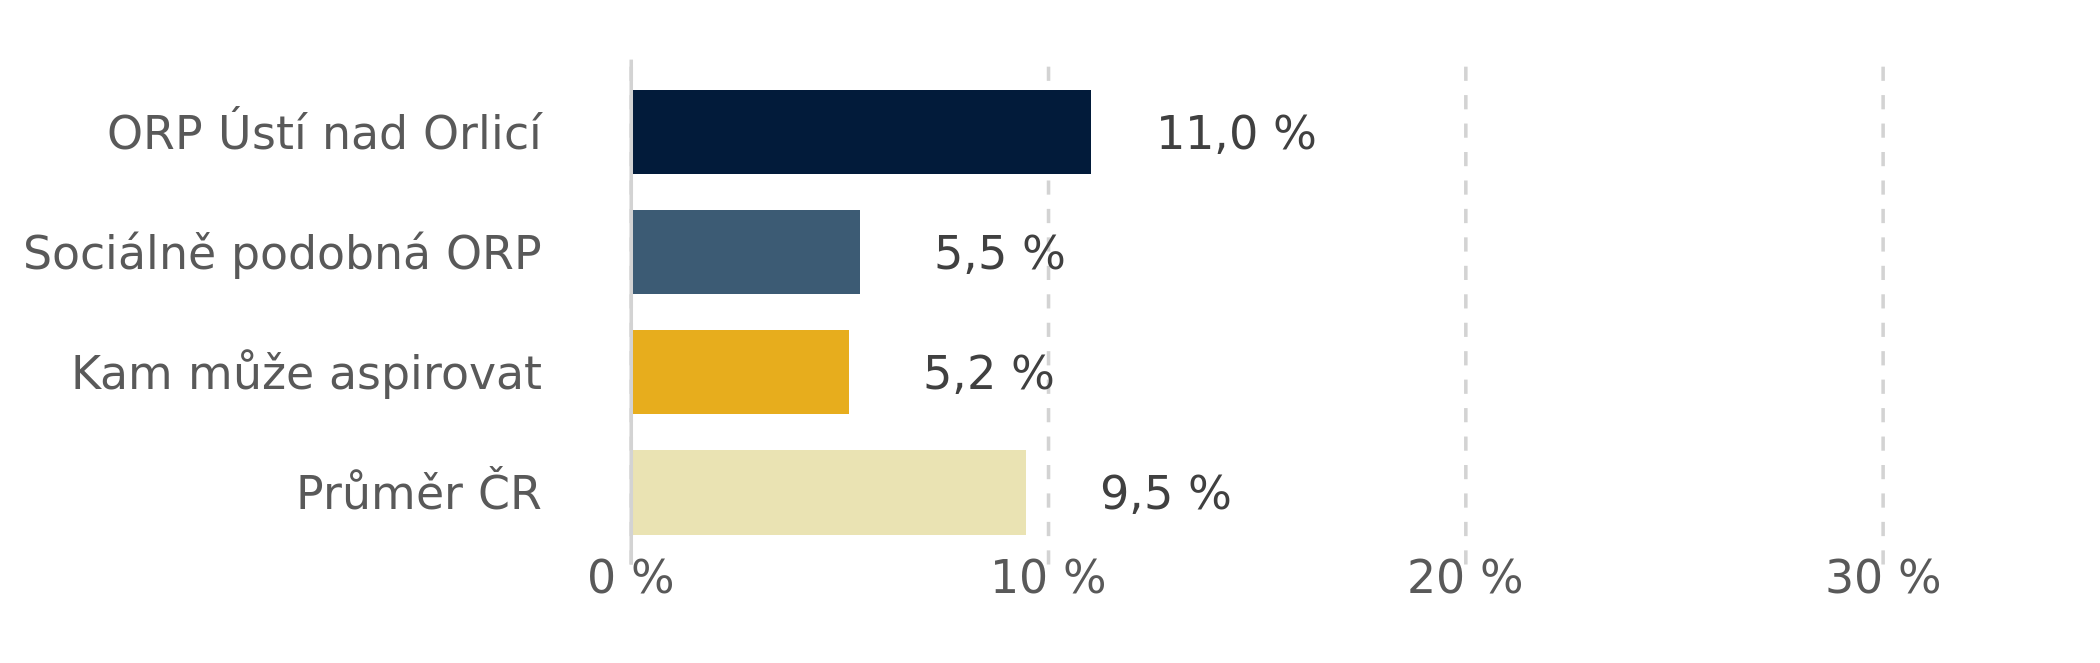 ORP Ústí nad Orlicí 11,0 %
Sociálně podobná ORP 5,5 %
Kam může aspirovat 5,2 %
Průměr ČR 9,5 %
0 % 10 % 20 % 30 %